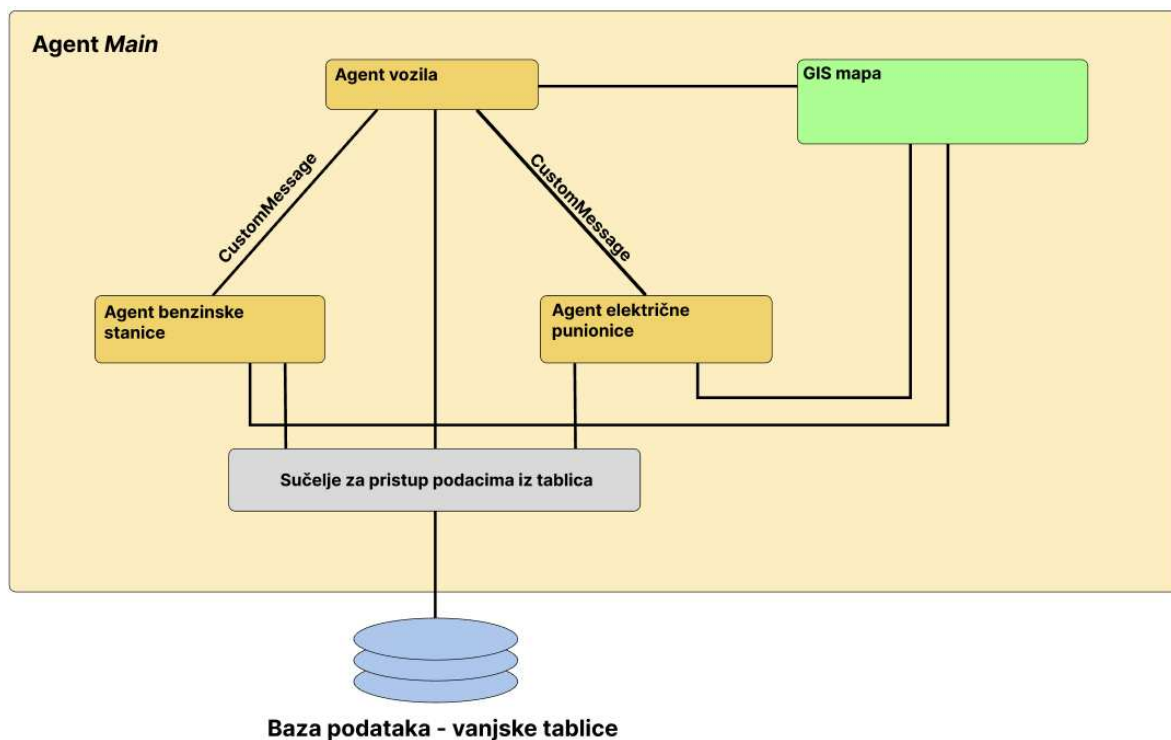 Agent Main
Agent vozila
GIS mapa
CustomMessage
CustomMessage
Agent benzinske
stanice
Agent električne
punionice
Sučelje za pristup podacima iz tablica
Baza podataka - vanjske tablice